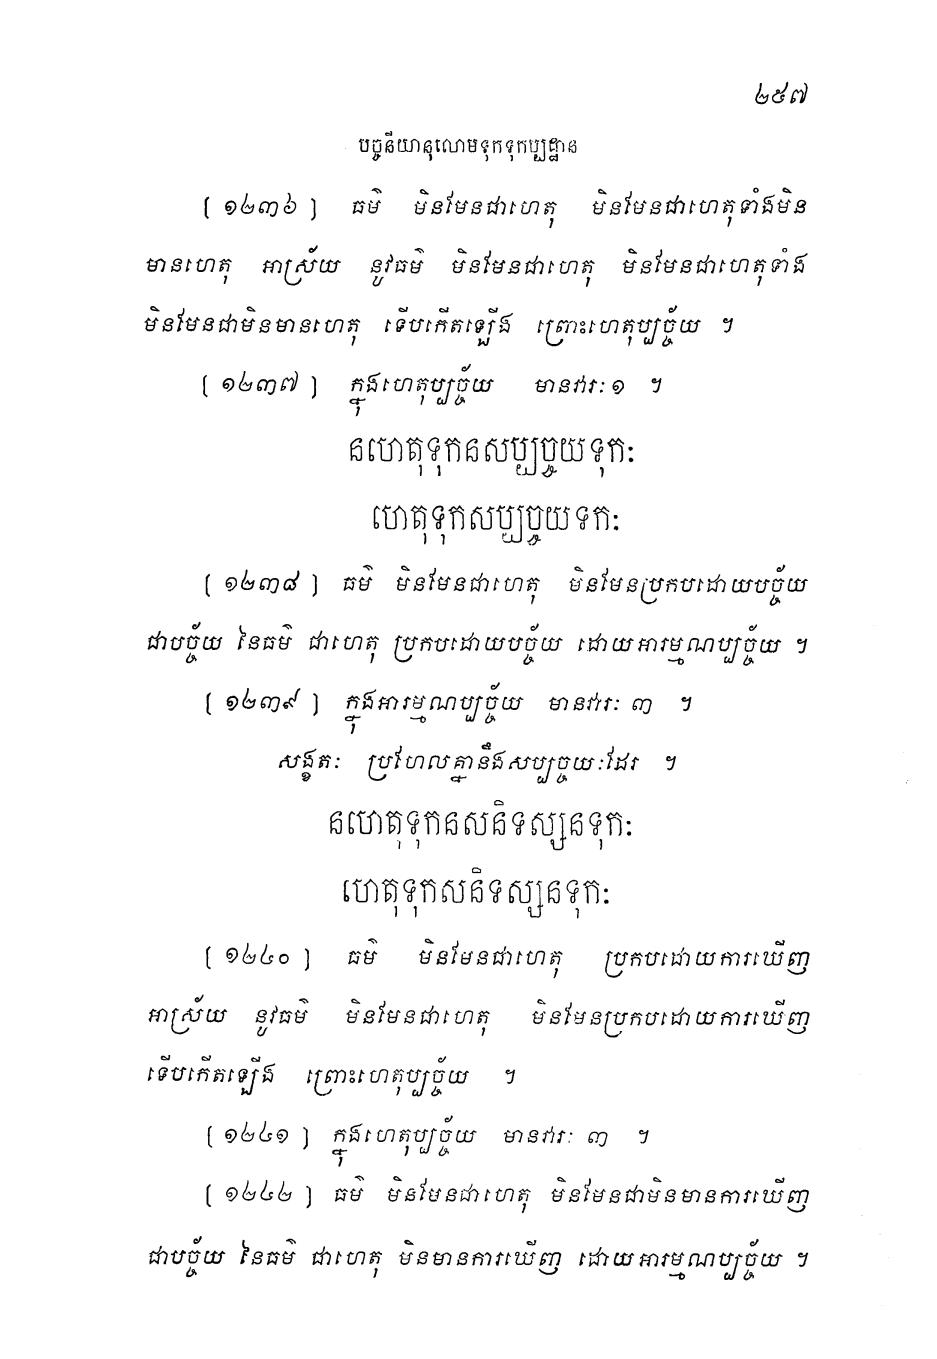 ២៥៧
បច្ចនីយានុលោមទុកទុកប្បដ្ឋាន
[ ១២៣៦ ] ធម៌ មិនមែនជាហេតុ មិនមែនជាហេតុទាំងមិន
មានហេតុ អាស្រ័យ នូវធម៌ មិនមែនជាហេតុ មិនមែនជាហេតុទាំង
មិនមែនជាមិនមានហេតុ ទើបកើតឡើង ព្រោះហេតុប្បច្ច័យ ។
[ ១២៣៧ ] ក្នុងហេតុប្បច្ច័យ មានវារៈ១ ។
នហេតុទុកនសប្បច្ចយទុកៈ
ហេតុទុកសប្បច្ចយទកៈ
[ ១២៣៨ ] ធម៌ មិនមែនជាហេតុ មិនមែនប្រកបដោយបច្ច័យ
ជាបច្ច័យ នៃធម៌ ជាហេតុ ប្រកបដោយបច្ច័យ ដោយអារម្មណប្បច្ច័យ ។
[ ១២៣៩ ] ក្នុងអារម្មណប្បច្ច័យ មានវារៈ ៣ ។
សង្ខតៈ ប្រហែលគ្នានឹងសប្បច្ចយៈដែរ ។
នហេតុទុកនសនិទស្សនទុកៈ
ហេតុទុកសនិទស្សនទុកៈ
[ ១២៤០ ] ធម៌ មិនមែនជាហេតុ ប្រកបដោយការឃើញ
អាស្រ័យ នូវធម៌ មិនមែនជាហេតុ មិនមែនប្រកបដោយការឃើញ
ទើបកើតឡើង ព្រោះហេតុប្បច្ច័យ ។
[ ១២៤១ ] ក្នុងហេតុប្បច្ច័យ មានវារៈ ៣ ។
[ ១២៤២ ] ធម៌ មិនមែនជាហេតុ មិនមែនជាមិនមានការឃើញ
ជាបច្ច័យ នៃធម៌ ជាហេតុ មិនមានការឃើញ ដោយអារម្មណប្បច្ច័យ ។